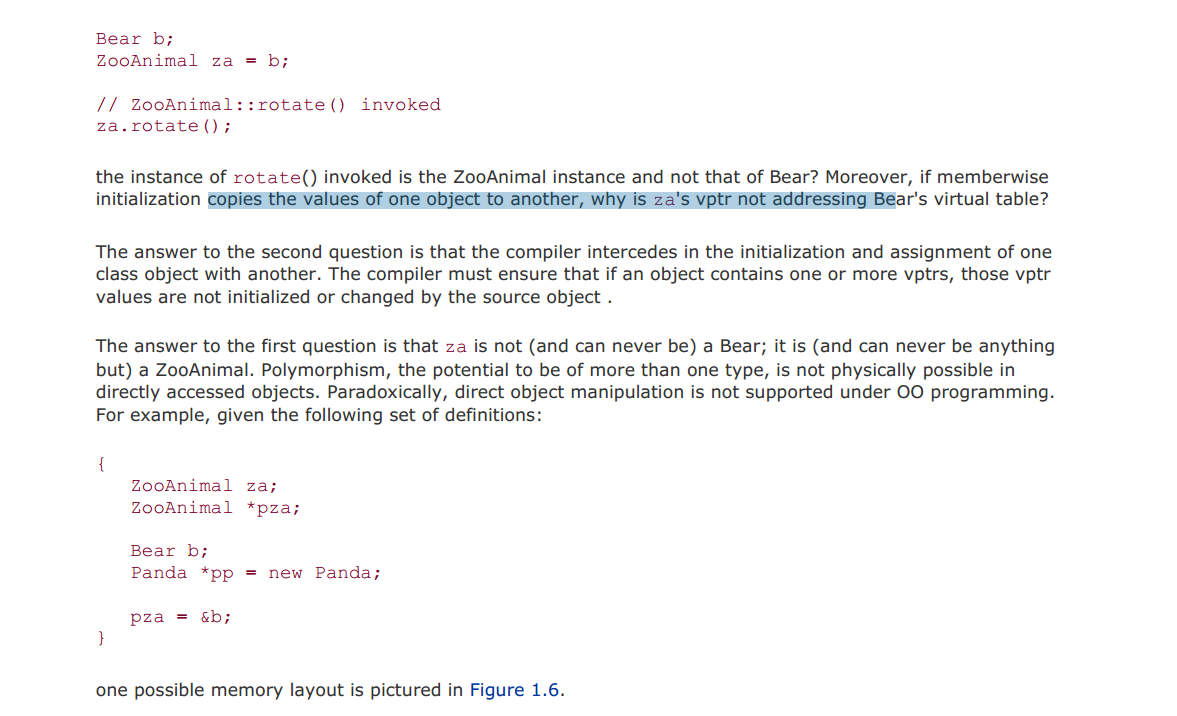 Bear b;
ZooAnimal za = b;
// ZooAnimal::rotate() invoked
za.rotate();
the instance of rotate() invoked is the ZooAnimal instance and not that of Bear? Moreover, if memberwise
initialization copies the values of one object to another, why is za's vptr not addressing Bear's virtual table?
The answer to the second question is that the compiler intercedes in the initialization and assignment of one
class object with another. The compiler must ensure that if an object contains one or more vptrs, those vptr
values are not initialized or changed by the source object .
The answer to the first question is that za is not (and can never be) a Bear; it is (and can never be anything
but) a ZooAnimal. Polymorphism, the potential to be of more than one type, is not physically possible in
directly accessed objects. Paradoxically, direct object manipulation is not supported under OO programming.
For example, given the following set of definitions:
{
ZooAnimal za;
ZooAnimal *pza;
Bear b;
Panda *pp = new Panda;
pza = &b;
}
one possible memory layout is pictured in Figure 1.6.